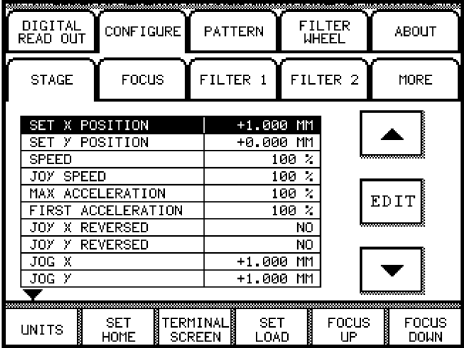 DIGITAL READ OUT
CONFIGURE
PATTERN
FILTER WHEEL
ABOUT
STAGE
FOCUS
FILTER 1
FILTER 2
MORE
SET X POSITION +1.000 MM
SET Y POSITION +0.000 MM
SPEED 100 %
JOY SPEED 100 %
MAX ACCELERATION 100 %
FIRST ACCELERATION 100 %
JOY X REVERSED NO
JOY Y REVERSED NO
JOG X +1.000 MM
JOG Y +1.000 MM
EDIT
UNITS
SET HOME
TERMINAL SCREEN
SET LOAD
FOCUS UP
FOCUS DOWN